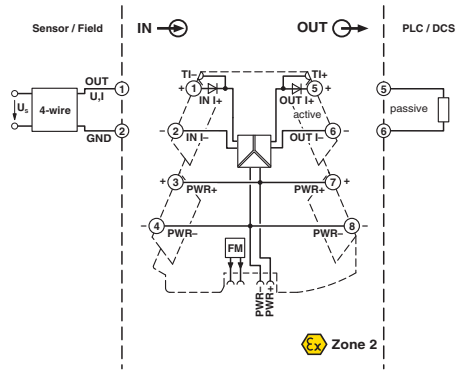 Sensor / Field
IN
OUT
PLC / DCS
OUT
U,I
1
Us
4-wire
GND
2
TI–
+
1
IN I+
–
2
IN I–
TI+
5
+
OUT I+
active
6
–
OUT I–
5
passive
6
+
3
PWR+
PWR+
7
+
–
4
PWR–
PWR–
8
–
FM
PWR–
PWR+
Ex
Zone 2